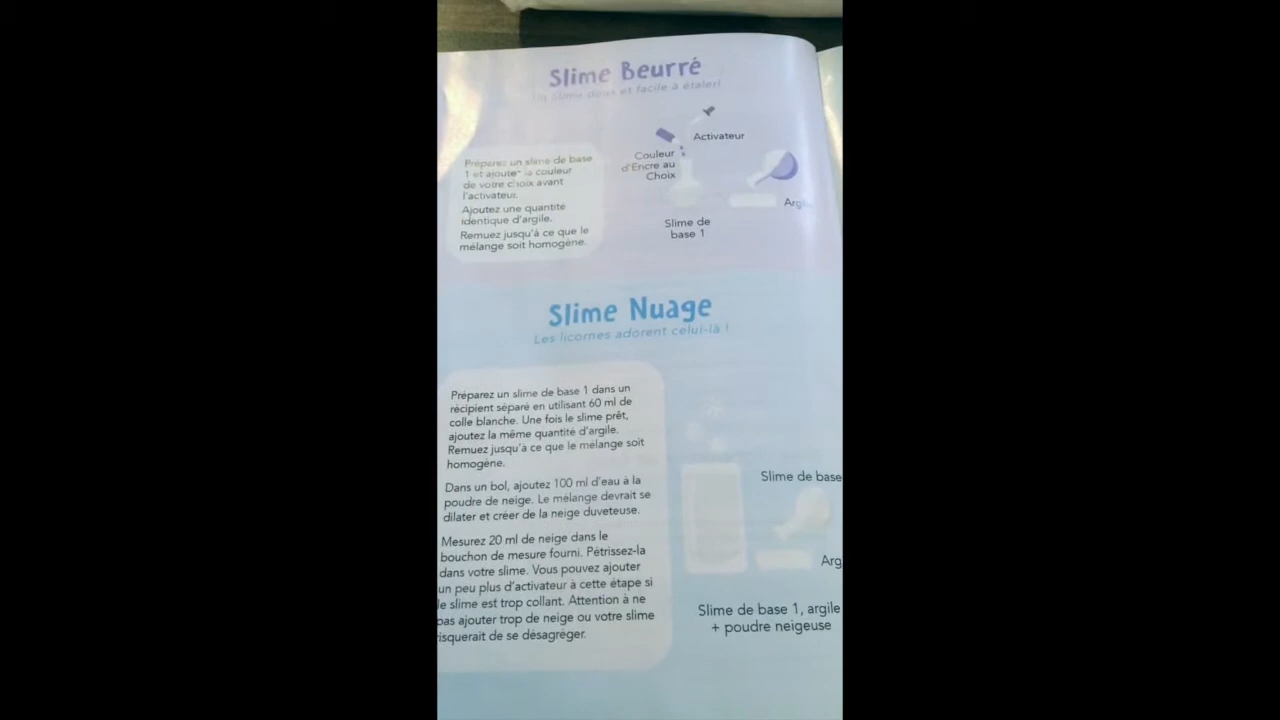 Slime Beurré
Un slime doux et facile à étaler!
Activateur
Couleur
d'Encre au
Choix
Préparez un slime de base
1 et ajoutez la couleur
de votre choix avant
l'activateur.
Ajoutez une quantité
identique d'argile.
Remuez jusqu'à ce que le
mélange soit homogène.
Slime de
base 1
Slime Nuage
Les licornes adorent celui-là !
Préparez un slime de base 1 dans un
récipient séparé en utilisant 60 ml de
colle blanche. Une fois le slime prêt,
ajoutez la même quantité d'argile.
Remuez jusqu'à ce que le mélange soit
homogène.
Dans un bol, ajoutez 100 ml d'eau à la
poudre de neige. Le mélange devrait se
dilater et créer de la neige duveteuse.
Mesurez 20 ml de neige dans le
bouchon de mesure fourni. Pétrissez-la
dans votre slime. Vous pouvez ajouter
un peu plus d'activateur à cette étape si
le slime est trop collant. Attention à ne
pas ajouter trop de neige ou votre slime
risquerait de se désagréger.
Slime de base
Arg
Slime de base 1, argile
+ poudre neigeuse